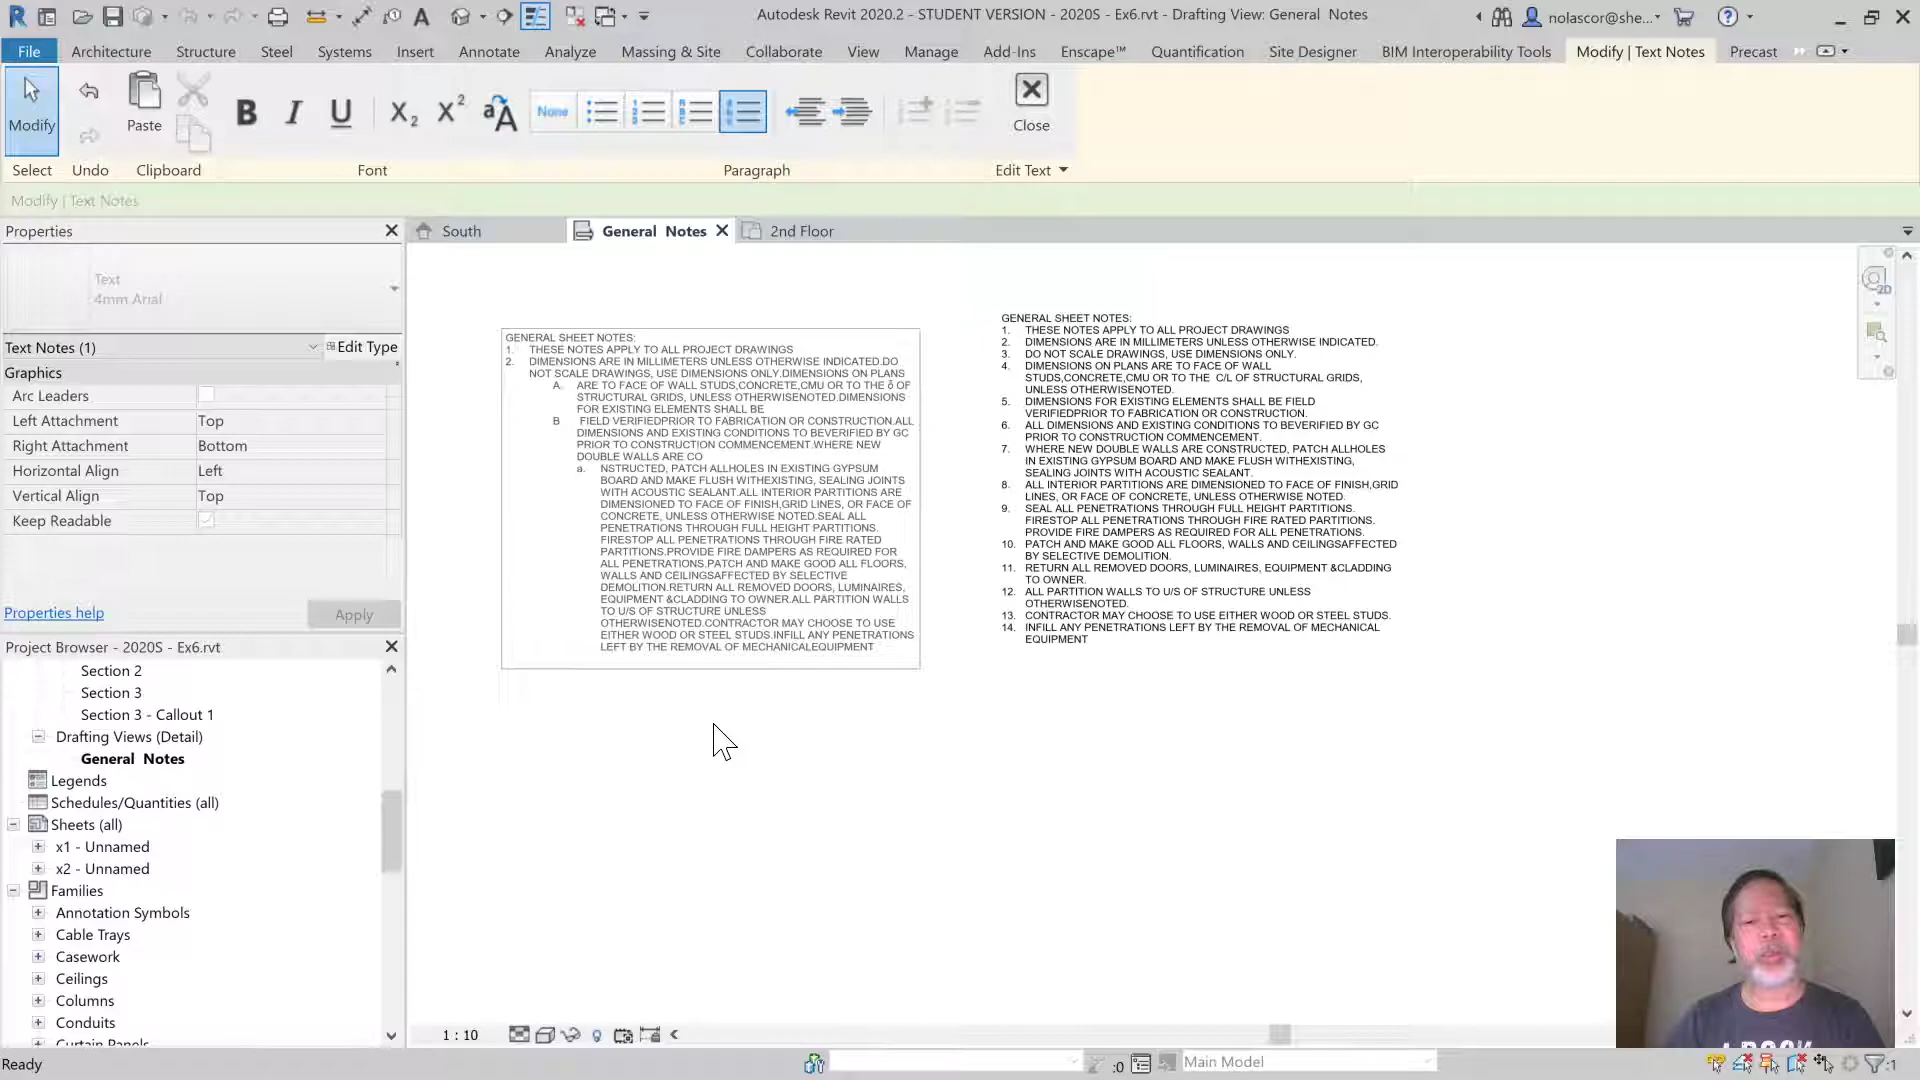 Autodesk Revit 2020.2 - STUDENT VERSION - 2020S - Ex6.rvt - Drafting View: General Notes
nolascor@she...
File Architecture Structure Steel Systems Insert Annotate Analyze Massing & Site Collaborate View Manage Add-Ins Enscape™ Quantification Site Designer BIM Interoperability Tools Modify | Text Notes Precast
Modify
Paste
None
Close
Select Undo Clipboard Font Paragraph Edit Text
Modify | Text Notes
Properties
Text
4mm Arial
Text Notes (1)
Edit Type
Graphics
Arc Leaders
Left Attachment Top
Right Attachment Bottom
Horizontal Align Left
Vertical Align Top
Keep Readable
Properties help
Apply
Project Browser - 2020S - Ex6.rvt
Section 2
Section 3
Section 3 - Callout 1
Drafting Views (Detail)
General Notes
Legends
Schedules/Quantities (all)
Sheets (all)
x1 - Unnamed
x2 - Unnamed
Families
Annotation Symbols
Cable Trays
Casework
Ceilings
Columns
Conduits
Curtain Panels
South
General Notes
2nd Floor
GENERAL SHEET NOTES:
1. THESE NOTES APPLY TO ALL PROJECT DRAWINGS
2. DIMENSIONS ARE IN MILLIMETERS UNLESS OTHERWISE INDICATED.DO
NOT SCALE DRAWINGS, USE DIMENSIONS ONLY.DIMENSIONS ON PLANS
A. ARE TO FACE OF WALL STUDS,CONCRETE,CMU OR TO THE õ OF
STRUCTURAL GRIDS, UNLESS OTHERWISENOTED.DIMENSIONS
FOR EXISTING ELEMENTS SHALL BE
B FIELD VERIFIEDPRIOR TO FABRICATION OR CONSTRUCTION.ALL
DIMENSIONS AND EXISTING CONDITIONS TO BEVERIFIED BY GC
PRIOR TO CONSTRUCTION COMMENCEMENT.WHERE NEW
DOUBLE WALLS ARE CO
a. NSTRUCTED, PATCH ALLHOLES IN EXISTING GYPSUM
BOARD AND MAKE FLUSH WITHEXISTING, SEALING JOINTS
WITH ACOUSTIC SEALANT.ALL INTERIOR PARTITIONS ARE
DIMENSIONED TO FACE OF FINISH,GRID LINES, OR FACE OF
CONCRETE, UNLESS OTHERWISE NOTED.SEAL ALL
PENETRATIONS THROUGH FULL HEIGHT PARTITIONS.
FIRESTOP ALL PENETRATIONS THROUGH FIRE RATED
PARTITIONS.PROVIDE FIRE DAMPERS AS REQUIRED FOR
ALL PENETRATIONS.PATCH AND MAKE GOOD ALL FLOORS,
WALLS AND CEILINGSAFFECTED BY SELECTIVE
DEMOLITION.RETURN ALL REMOVED DOORS, LUMINAIRES,
EQUIPMENT &CLADDING TO OWNER.ALL PARTITION WALLS
TO U/S OF STRUCTURE UNLESS
OTHERWISENOTED.CONTRACTOR MAY CHOOSE TO USE
EITHER WOOD OR STEEL STUDS.INFILL ANY PENETRATIONS
LEFT BY THE REMOVAL OF MECHANICALEQUIPMENT
GENERAL SHEET NOTES:
1. THESE NOTES APPLY TO ALL PROJECT DRAWINGS
2. DIMENSIONS ARE IN MILLIMETERS UNLESS OTHERWISE INDICATED.
3. DO NOT SCALE DRAWINGS, USE DIMENSIONS ONLY.
4. DIMENSIONS ON PLANS ARE TO FACE OF WALL
STUDS,CONCRETE,CMU OR TO THE C/L OF STRUCTURAL GRIDS,
UNLESS OTHERWISENOTED.
5. DIMENSIONS FOR EXISTING ELEMENTS SHALL BE FIELD
VERIFIEDPRIOR TO FABRICATION OR CONSTRUCTION.
6. ALL DIMENSIONS AND EXISTING CONDITIONS TO BEVERIFIED BY GC
PRIOR TO CONSTRUCTION COMMENCEMENT.
7. WHERE NEW DOUBLE WALLS ARE CONSTRUCTED, PATCH ALLHOLES
IN EXISTING GYPSUM BOARD AND MAKE FLUSH WITHEXISTING,
SEALING JOINTS WITH ACOUSTIC SEALANT.
8. ALL INTERIOR PARTITIONS ARE DIMENSIONED TO FACE OF FINISH,GRID
LINES, OR FACE OF CONCRETE, UNLESS OTHERWISE NOTED.
9. SEAL ALL PENETRATIONS THROUGH FULL HEIGHT PARTITIONS.
FIRESTOP ALL PENETRATIONS THROUGH FIRE RATED PARTITIONS.
PROVIDE FIRE DAMPERS AS REQUIRED FOR ALL PENETRATIONS.
10. PATCH AND MAKE GOOD ALL FLOORS, WALLS AND CEILINGSAFFECTED
BY SELECTIVE DEMOLITION.
11. RETURN ALL REMOVED DOORS, LUMINAIRES, EQUIPMENT &CLADDING
TO OWNER.
12. ALL PARTITION WALLS TO U/S OF STRUCTURE UNLESS
OTHERWISENOTED.
13. CONTRACTOR MAY CHOOSE TO USE EITHER WOOD OR STEEL STUDS.
14. INFILL ANY PENETRATIONS LEFT BY THE REMOVAL OF MECHANICAL
EQUIPMENT
2D
1 : 10
Ready
:0
Main Model
:1